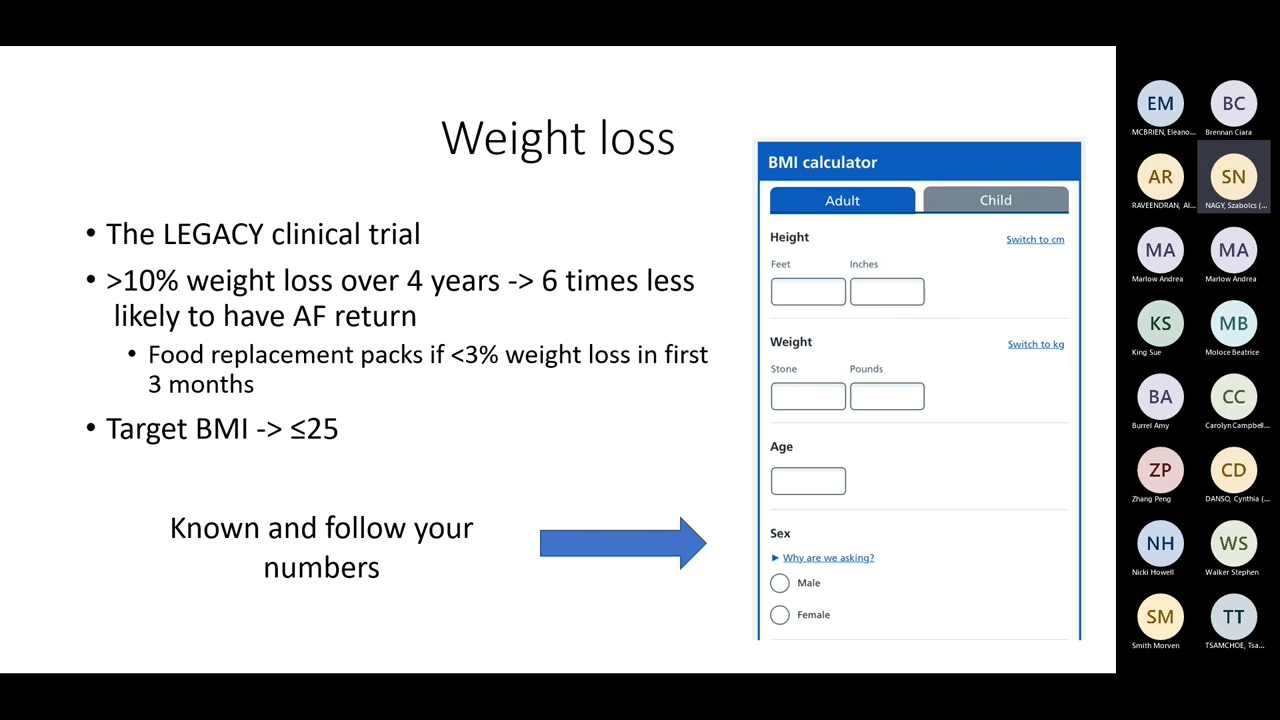 Weight loss
• The LEGACY clinical trial
• >10% weight loss over 4 years -> 6 times less
likely to have AF return
• Food replacement packs if <3% weight loss in first
3 months
• Target BMI -> ≤25
Known and follow your
numbers
BMI calculator
Adult
Child
Height
Switch to cm
Feet
Inches
Weight
Switch to kg
Stone
Pounds
Age
Sex
► Why are we asking?
Male
Female
EM
BC
MCBRIEN, Eleano...
Brennan Ciara
AR
SN
RAVEENDRAN, Al...
NAGY, Szabolcs (...
MA
MA
Marlow Andrea
Marlow Andrea
KS
MB
King Sue
Moloce Beatrice
BA
CC
Burrel Amy
Carolyn Campbel...
ZP
CD
Zhang Peng
DANSO, Cynthia (...
NH
WS
Nicki Howell
Walker Stephen
SM
TT
Smith Morven
TSAMCHOE, Tsa...